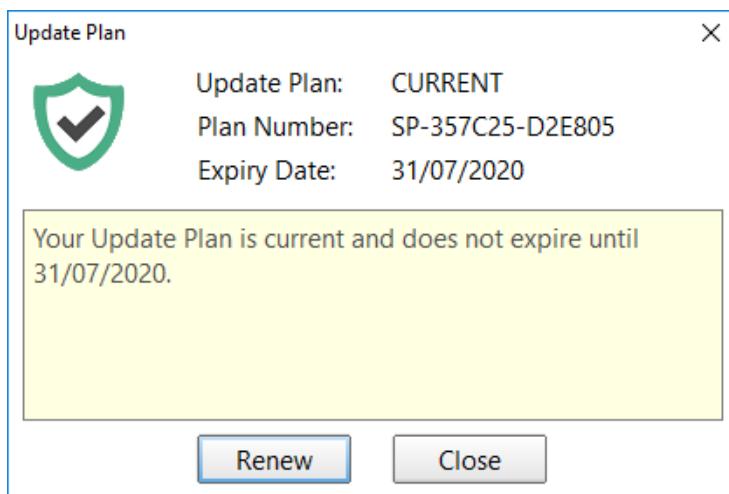 Update Plan
Update Plan: CURRENT
Plan Number: SP-357C25-D2E805
Expiry Date: 31/07/2020
Your Update Plan is current and does not expire until
31/07/2020.
Renew Close